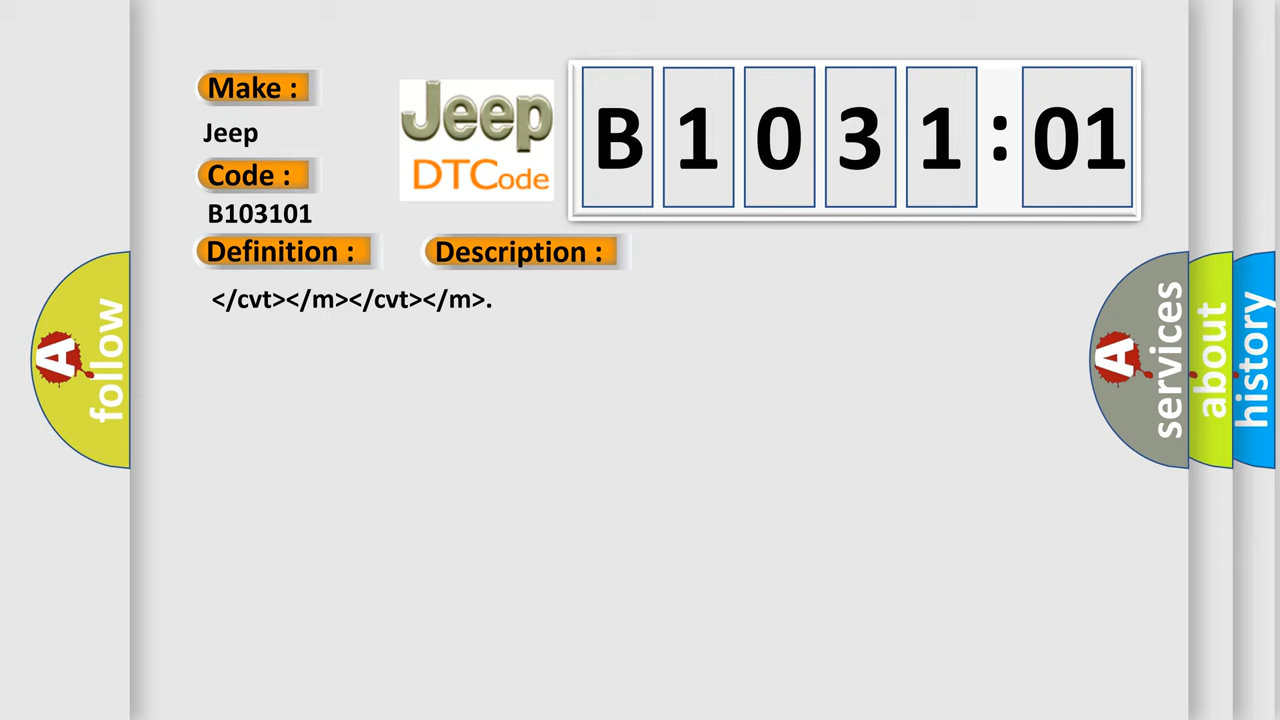 Make :
Jeep
Code :
B103101
Definition :
Description :
</cvt></m></cvt></m>.
Jeep
DTCode
B 1 0 3 1 : 01
A follow
A services
about
history